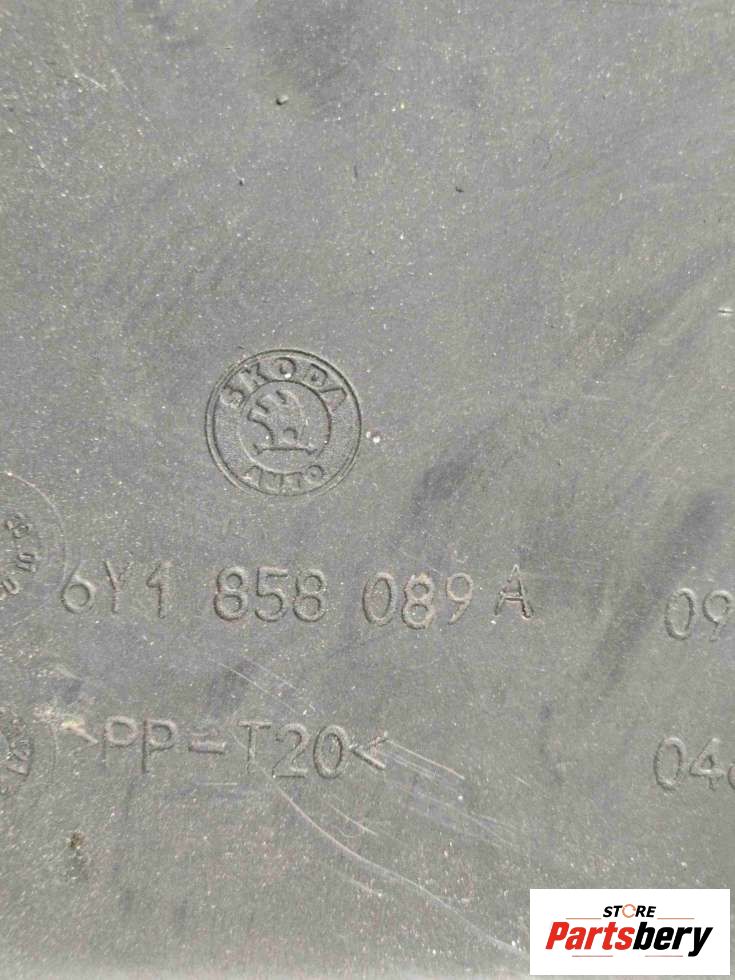 ŠKODA
AUTO
6Y1 858 089 A
09
>PP-T20<
04
STORE
Partsbery